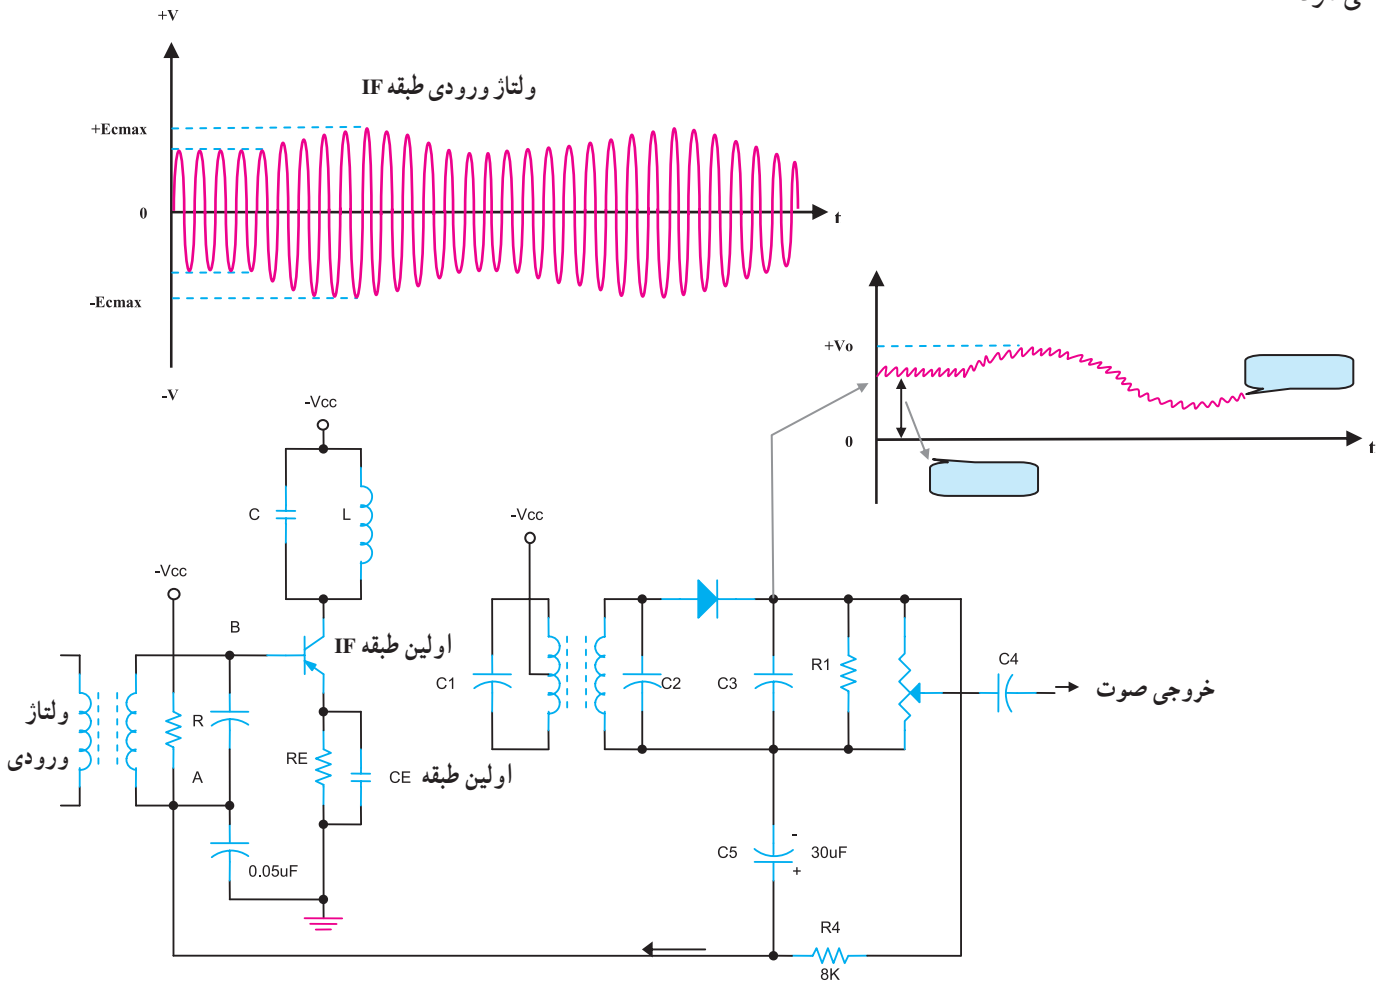 +V
ولتاژ ورودی طبقه IF
+Ecmax
0
t
-Ecmax
-V
+Vo
0
t
-Vcc
C
L
-Vcc
-Vcc
B
اولین طبقه IF
C1
C2
C3
R1
C4
خروجی صوت
ولتاژ
ورودی
R
A
RE
CE
اولین طبقه
0.05uF
C5
-
30uF
+
R4
8K